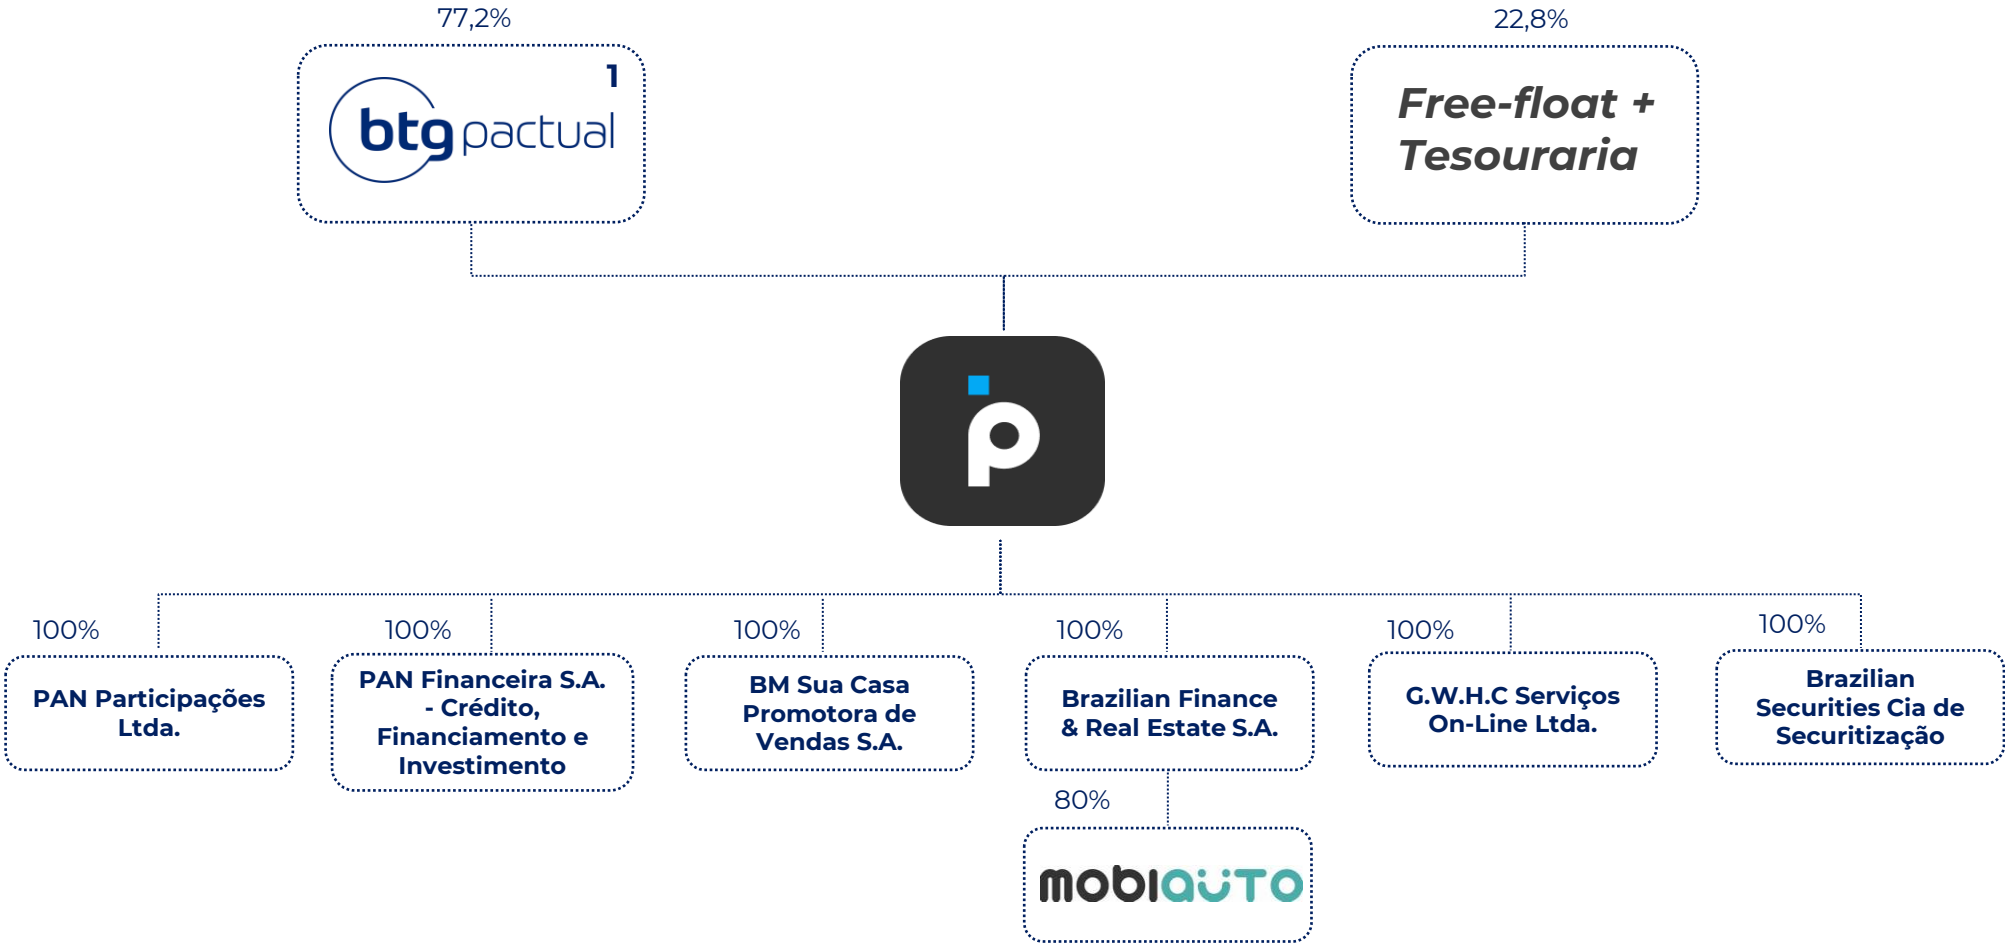 77,2%
22,8%
1
btg pactual
Free-float +
Tesouraria
p
100%
100%
100%
100%
100%
100%
PAN Participações
Ltda.
PAN Financeira S.A.
- Crédito,
Financiamento e
Investimento
BM Sua Casa
Promotora de
Vendas S.A.
Brazilian Finance
& Real Estate S.A.
G.W.H.C Serviços
On-Line Ltda.
Brazilian
Securities Cia de
Securitização
80%
mobiauto